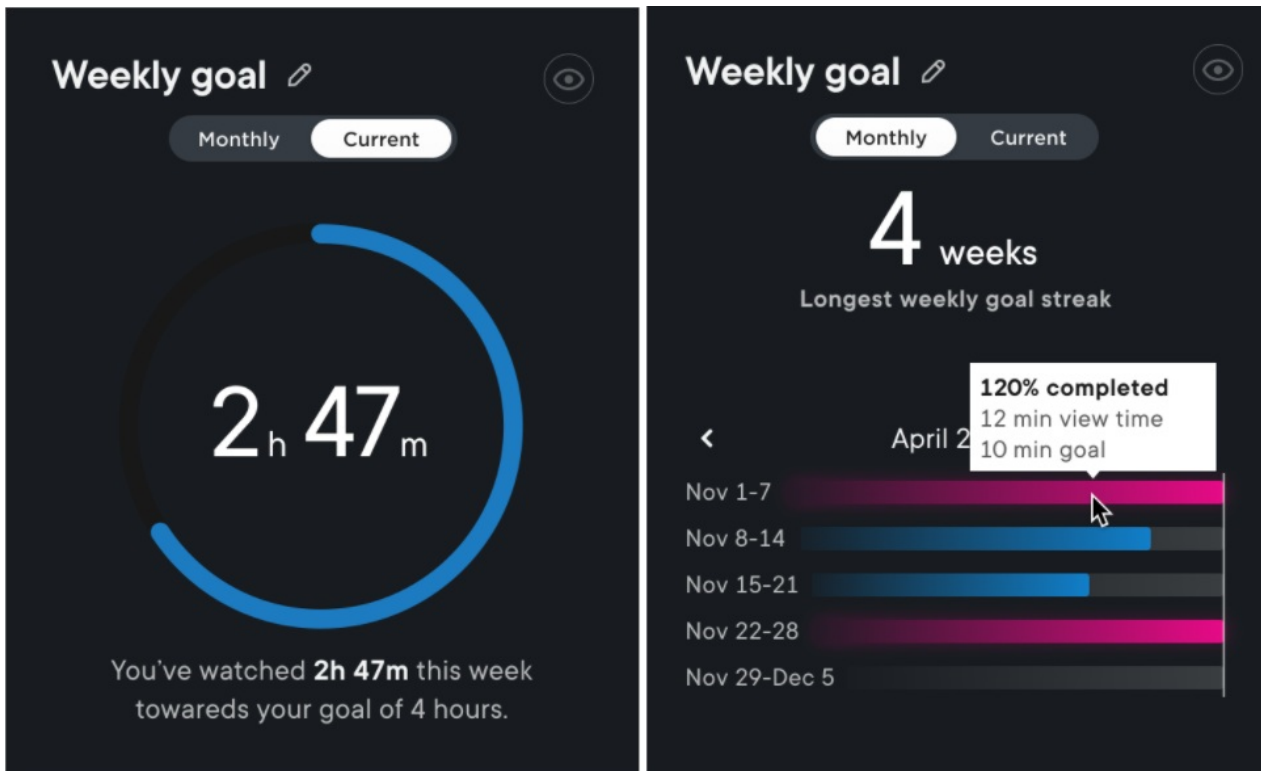 Weekly goal
Monthly Current
2h 47m
You've watched 2h 47m this week
towareds your goal of 4 hours.
Weekly goal
Monthly Current
4 weeks
Longest weekly goal streak
120% completed
12 min view time
10 min goal
April 2
Nov 1-7
Nov 8-14
Nov 15-21
Nov 22-28
Nov 29-Dec 5